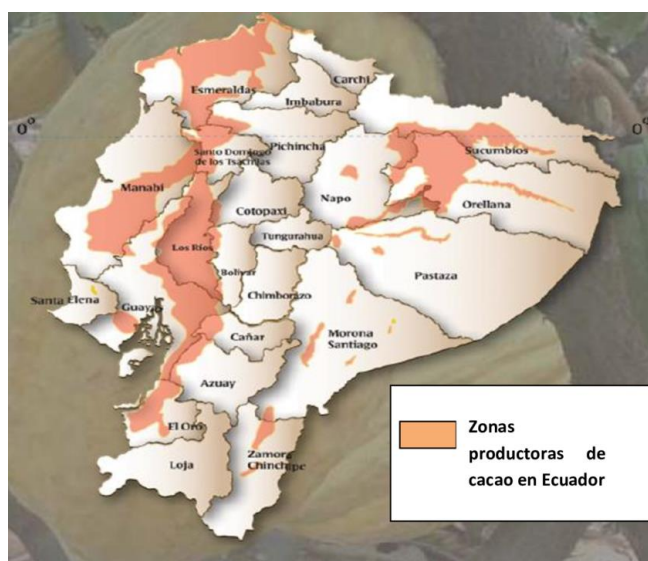 Carchi
Esmeraldas
Imbabura
0°
0°
Pichincha
Sucumbíos
Santo Domingo
de los Tsáchilas
Manabí
Napo
Orellana
Cotopaxi
Los Ríos
Tungurahua
Bolívar
Pastaza
Santa Elena
Guayas
Chimborazo
Morona
Santiago
Cañar
Azuay
El Oro
Zamora
Chinchipe
Loja
Zonas
productoras de
cacao en Ecuador